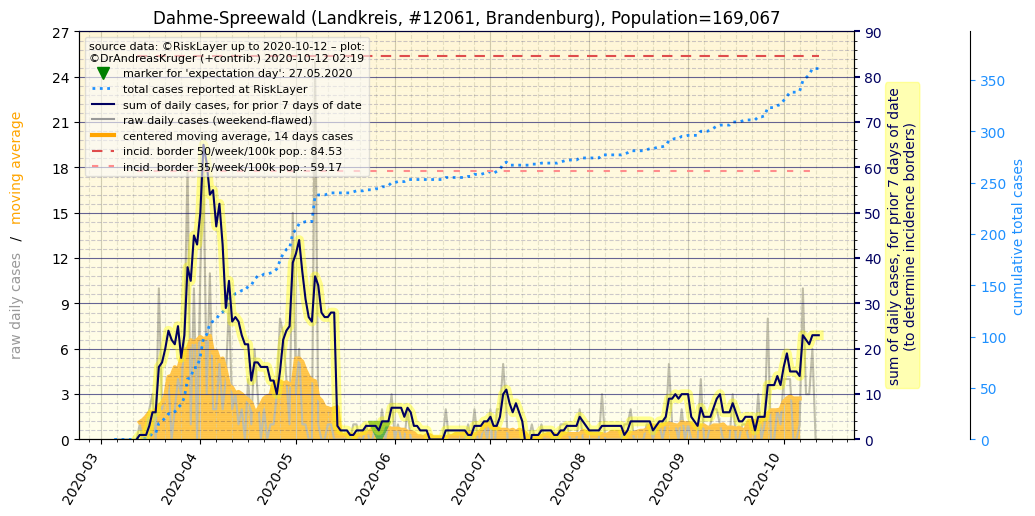 Dahme-Spreewald (Landkreis, #12061, Brandenburg), Population=169,067
source data: ©RiskLayer up to 2020-10-12 – plot:
©DrAndreasKruger (+contrib.) 2020-10-12 02:19
marker for 'expectation day': 27.05.2020
total cases reported at RiskLayer
sum of daily cases, for prior 7 days of date
raw daily cases (weekend-flawed)
centered moving average, 14 days cases
incid. border 50/week/100k pop.: 84.53
incid. border 35/week/100k pop.: 59.17
raw daily cases / moving average
27
24
21
18
15
12
9
6
3
0
2020-03
2020-04
2020-05
2020-06
2020-07
2020-08
2020-09
2020-10
90
80
70
60
50
40
30
20
10
0
sum of daily cases, for prior 7 days of date
(to determine, incidence borders)
350
300
250
200
150
100
50
0
cumulative total cases